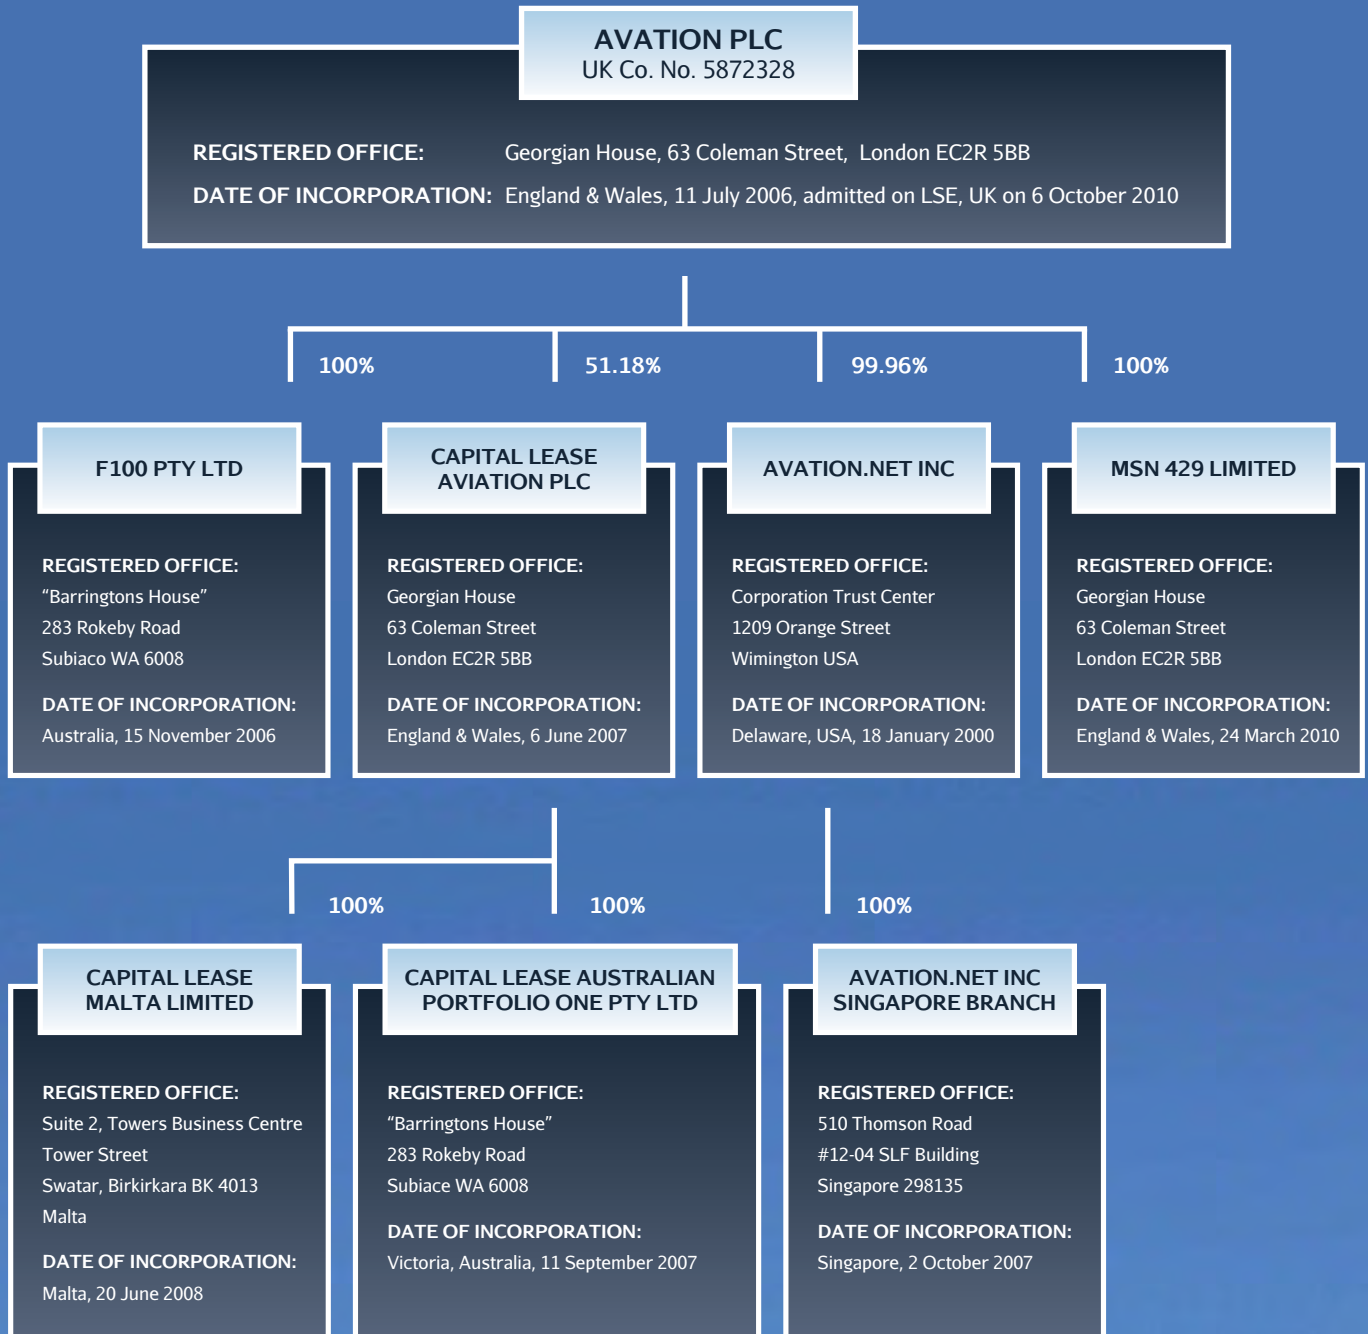 AVATION PLC
UK Co. No. 5872328
REGISTERED OFFICE: Georgian House, 63 Coleman Street, London EC2R 5BB
DATE OF INCORPORATION: England & Wales, 11 July 2006, admitted on LSE, UK on 6 October 2010
100%
51.18%
99.96%
100%
F100 PTY LTD
REGISTERED OFFICE:
“Barringtons House”
283 Rokeby Road
Subiaco WA 6008
DATE OF INCORPORATION:
Australia, 15 November 2006
CAPITAL LEASE
AVIATION PLC
REGISTERED OFFICE:
Georgian House
63 Coleman Street
London EC2R 5BB
DATE OF INCORPORATION:
England & Wales, 6 June 2007
AVATION.NET INC
REGISTERED OFFICE:
Corporation Trust Center
1209 Orange Street
Wimington USA
DATE OF INCORPORATION:
Delaware, USA, 18 January 2000
MSN 429 LIMITED
REGISTERED OFFICE:
Georgian House
63 Coleman Street
London EC2R 5BB
DATE OF INCORPORATION:
England & Wales, 24 March 2010
100%
100%
100%
CAPITAL LEASE
MALTA LIMITED
REGISTERED OFFICE:
Suite 2, Towers Business Centre
Tower Street
Swatar, Birkirkara BK 4013
Malta
DATE OF INCORPORATION:
Malta, 20 June 2008
CAPITAL LEASE AUSTRALIAN
PORTFOLIO ONE PTY LTD
REGISTERED OFFICE:
“Barringtons House”
283 Rokeby Road
Subiace WA 6008
DATE OF INCORPORATION:
Victoria, Australia, 11 September 2007
AVATION.NET INC
SINGAPORE BRANCH
REGISTERED OFFICE:
510 Thomson Road
#12-04 SLF Building
Singapore 298135
DATE OF INCORPORATION:
Singapore, 2 October 2007